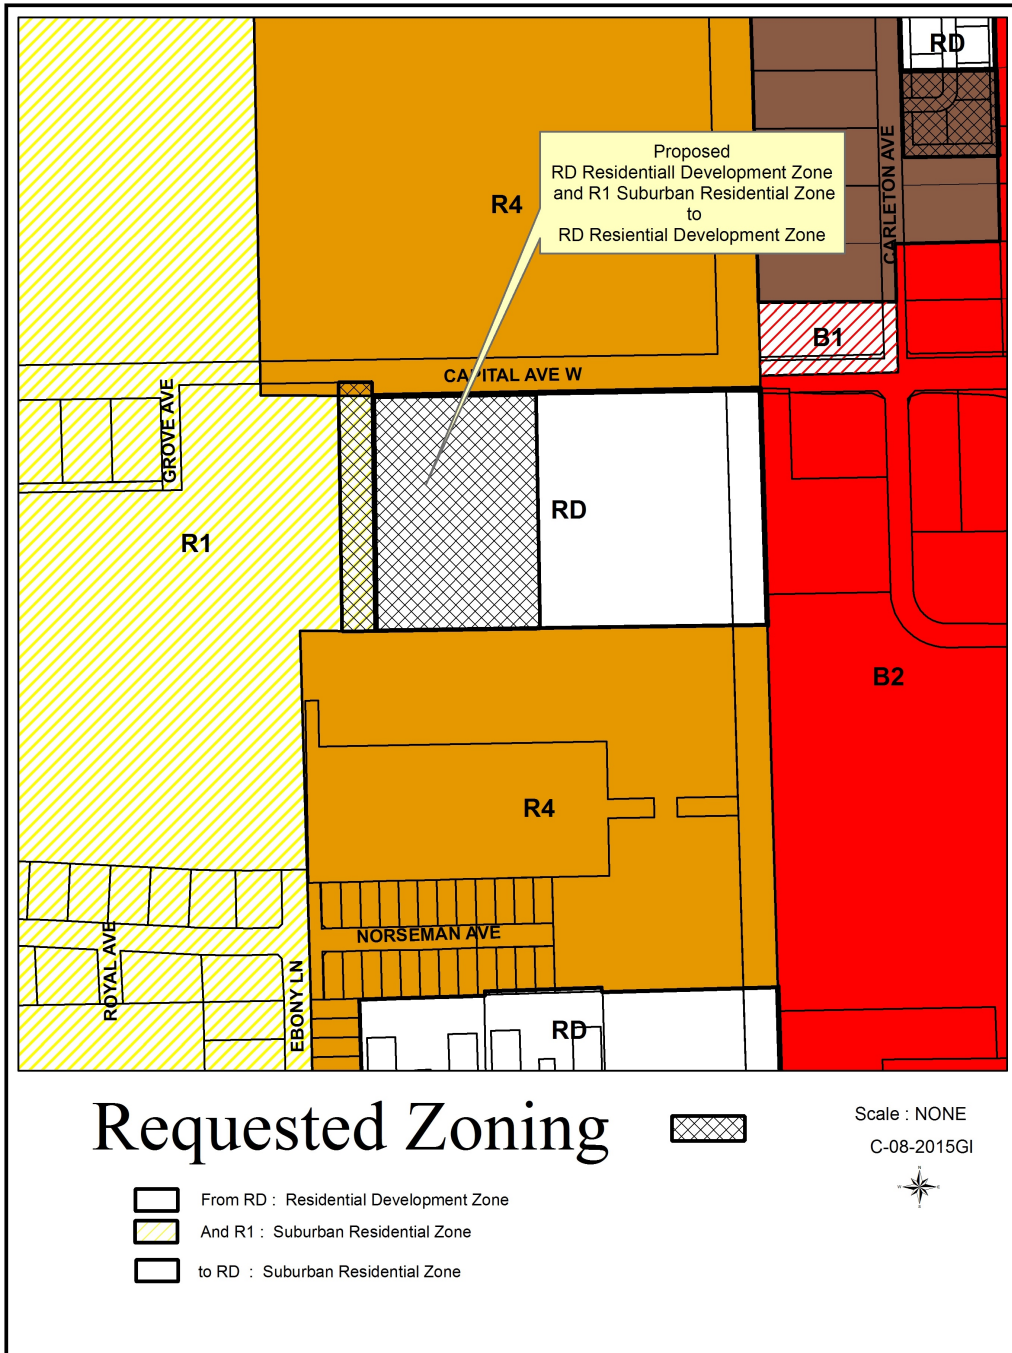 RD
CARLETON AVE
Proposed
RD Residentiall Development Zone
and R1 Suburban Residential Zone
to
RD Resiential Development Zone
R4
B1
CAPITAL AVE W
GROVE AVE
RD
R1
B2
R4
NORSEMAN AVE
ROYAL AVE
EBONY LN
RD
Requested Zoning
Scale : NONE
C-08-2015GI
N
W
E
S
From RD : Residential Development Zone
And R1 : Suburban Residential Zone
to RD : Suburban Residential Zone